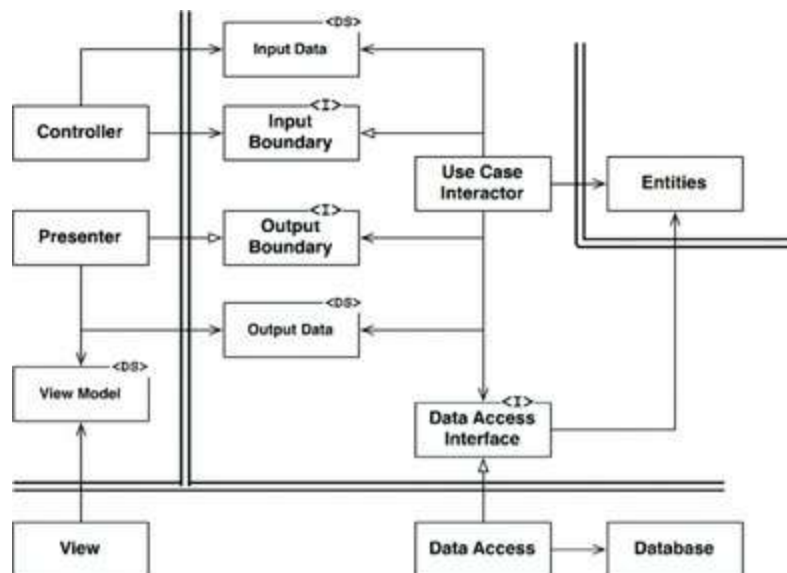 <DS>
Input Data
<I>
Controller
Input
Boundary
Use Case
Interactor
Entities
<I>
Presenter
Output
Boundary
<DS>
Output Data
<DS>
View Model
<I>
Data Access
Interface
View
Data Access
Database